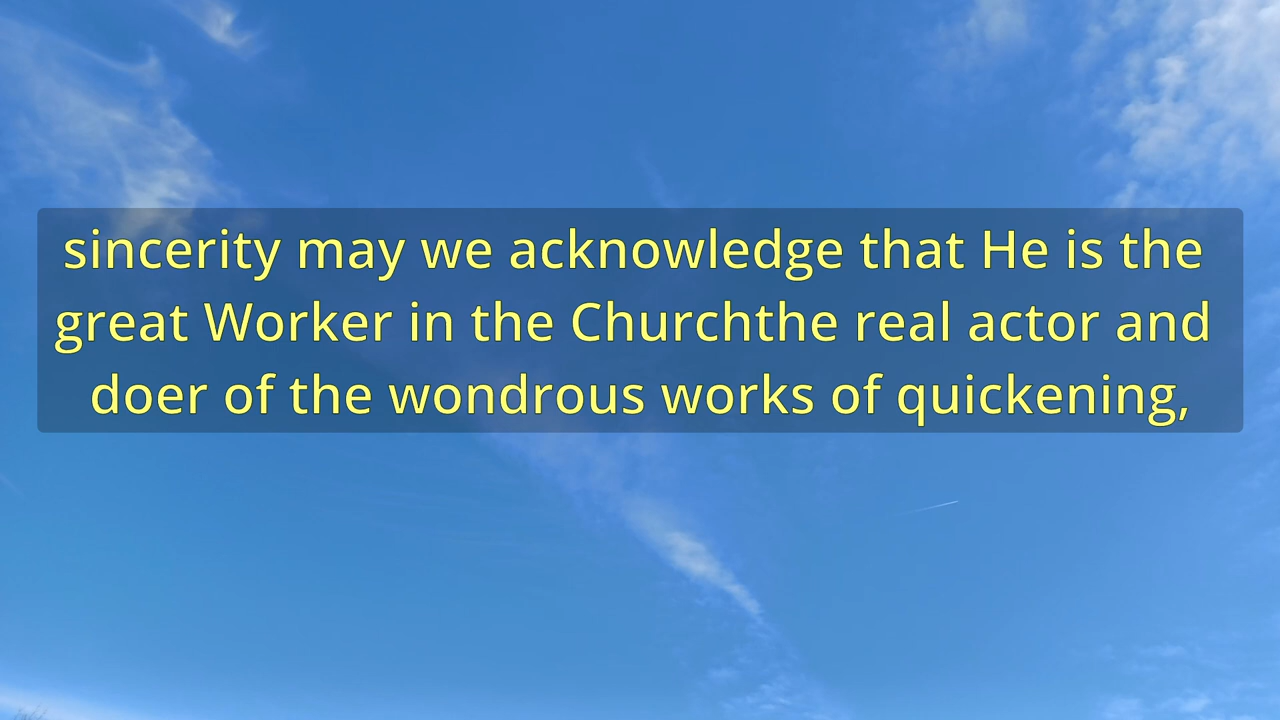 sincerity may we acknowledge that He is the
great Worker in the Churchthe real actor and
doer of the wondrous works of quickening,